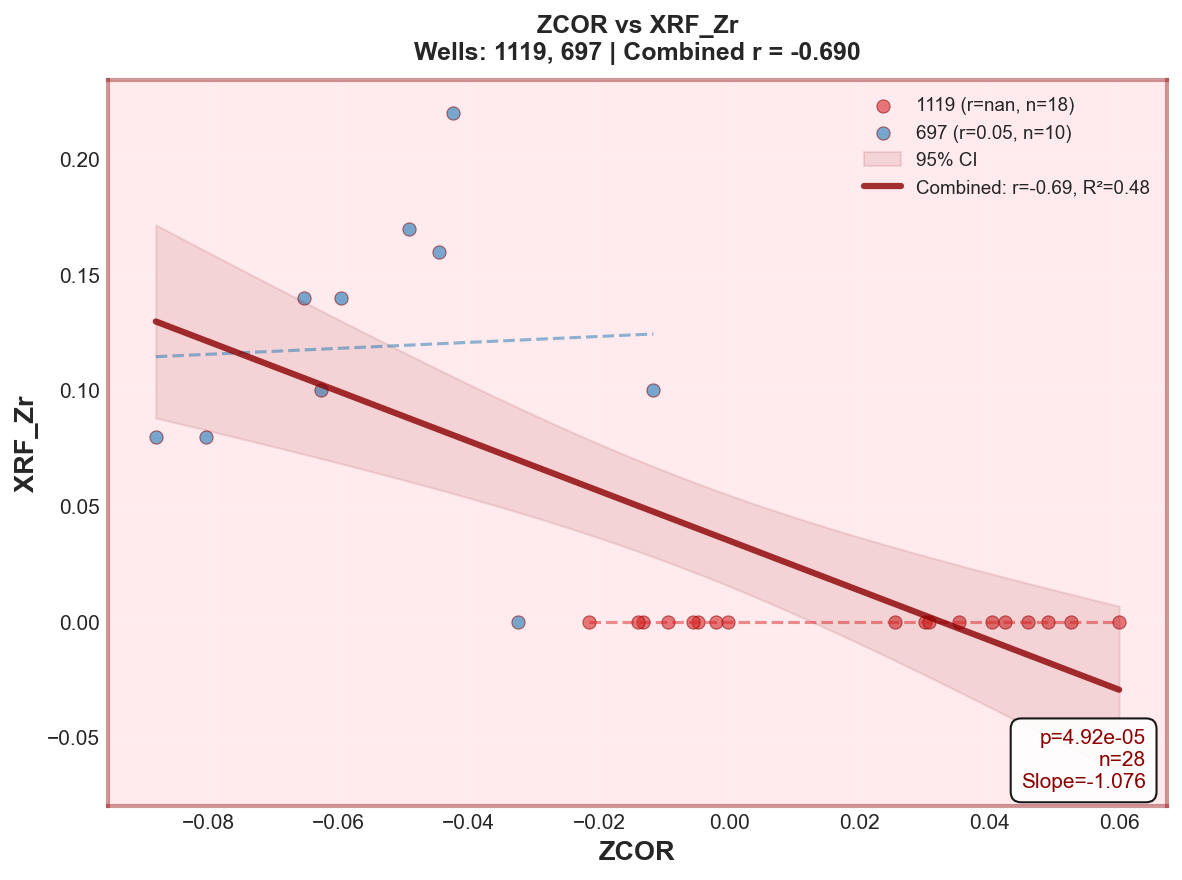 ZCOR vs XRF_Zr
Wells: 1119, 697 | Combined r = -0.690
1119 (r=nan, n=18)
697 (r=0.05, n=10)
95% CI
Combined: r=-0.69, R²=0.48
XRF_Zr
0.20
0.15
0.10
0.05
0.00
−0.05
p=4.92e-05
n=28
Slope=-1.076
−0.08
−0.06
−0.04
−0.02
0.00
0.02
0.04
0.06
ZCOR